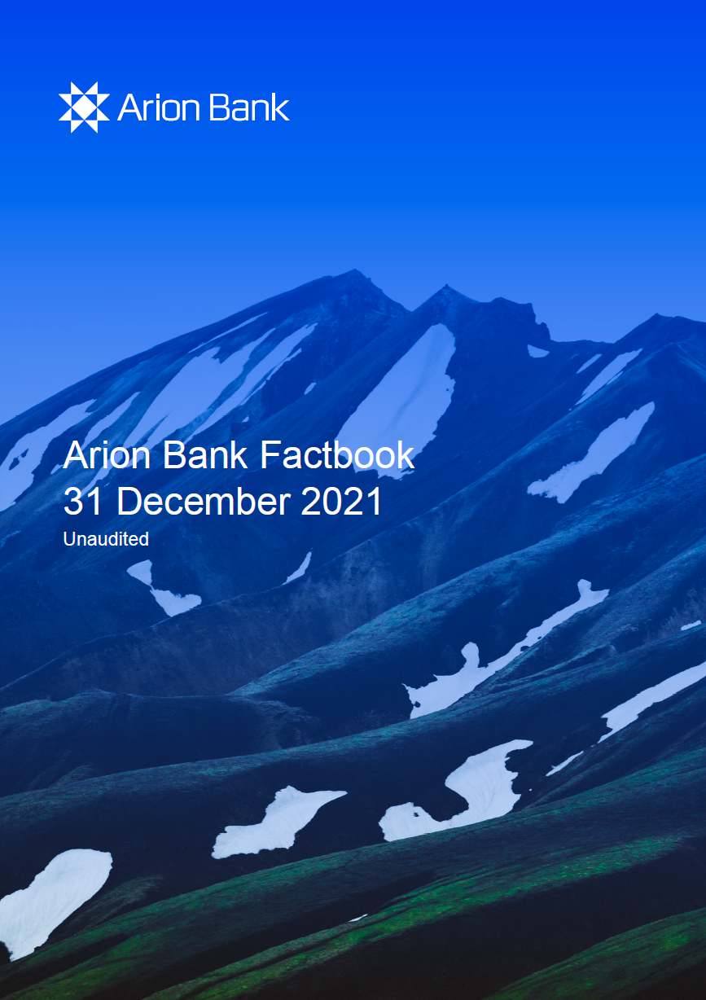 Arion Bank
Arion Bank Factbook
31 December 2021
Unaudited